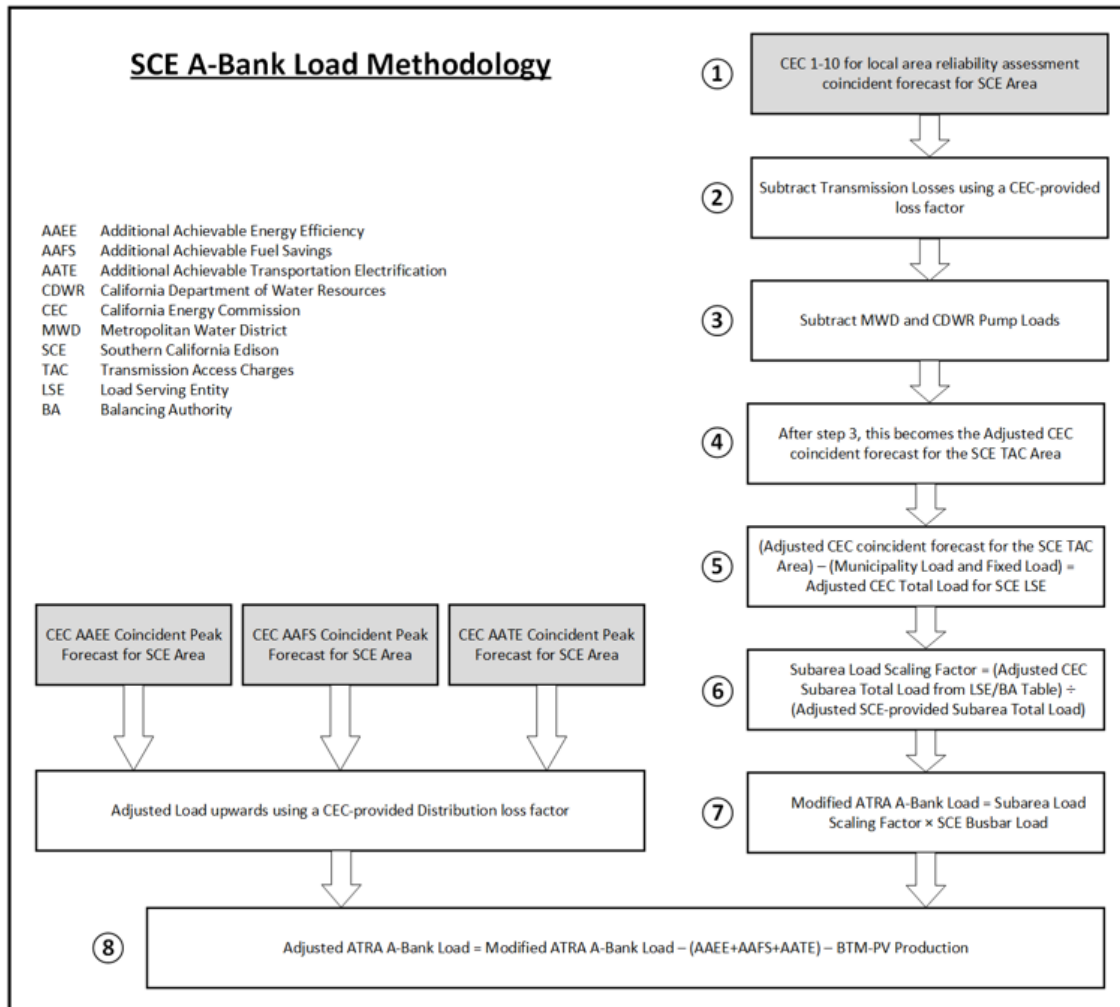 SCE A-Bank Load Methodology
AAEE Additional Achievable Energy Efficiency
AAFS Additional Achievable Fuel Savings
AATE Additional Achievable Transportation Electrification
CDWR California Department of Water Resources
CEC California Energy Commission
MWD Metropolitan Water District
SCE Southern California Edison
TAC Transmission Access Charges
LSE Load Serving Entity
BA Balancing Authority
1
CEC 1-10 for local area reliability assessment
coincident forecast for SCE Area
2
Subtract Transmission Losses using a CEC-provided
loss factor
3
Subtract MWD and CDWR Pump Loads
4
After step 3, this becomes the Adjusted CEC
coincident forecast for the SCE TAC Area
5
(Adjusted CEC coincident forecast for the SCE TAC
Area) – (Municipality Load and Fixed Load) =
Adjusted CEC Total Load for SCE LSE
6
Subarea Load Scaling Factor = (Adjusted CEC
Subarea Total Load from LSE/BA Table) ÷
(Adjusted SCE-provided Subarea Total Load)
7
Modified ATRA A-Bank Load = Subarea Load
Scaling Factor × SCE Busbar Load
CEC AAEE Coincident Peak
Forecast for SCE Area
CEC AAFS Coincident Peak
Forecast for SCE Area
CEC AATE Coincident Peak
Forecast for SCE Area
Adjusted Load upwards using a CEC-provided Distribution loss factor
8
Adjusted ATRA A-Bank Load = Modified ATRA A-Bank Load – (AAEE+AAFS+AATE) – BTM-PV Production